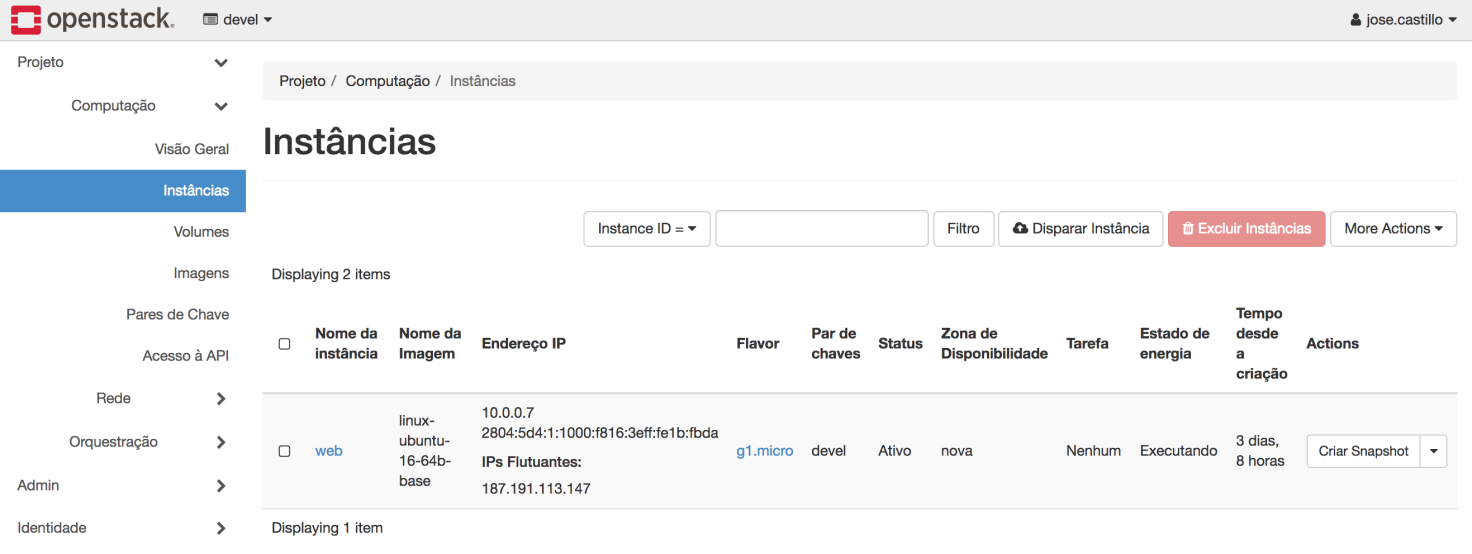 openstack. devel jose.castillo
Projeto
Computação
Visão Geral
Instâncias
Volumes
Imagens
Pares de Chave
Acesso à API
Rede
Orquestração
Admin
Identidade
Projeto / Computação / Instâncias
Instâncias
Instance ID = Filtro Disparar Instância Excluir Instâncias More Actions
Displaying 2 items
Nome da
instância
Nome da
Imagem
Endereço IP
Flavor
Par de
chaves
Status
Zona de
Disponibilidade
Tarefa
Estado de
energia
Tempo
desde
a
criação
Actions
web
linux-
ubuntu-
16-64b-
base
10.0.0.7
2804:5d4:1:1000:f816:3eff:fe1b:fbda
IPs Flutuantes:
187.191.113.147
g1.micro
devel
Ativo
nova
Nenhum
Executando
3 dias,
8 horas
Criar Snapshot
Displaying 1 item